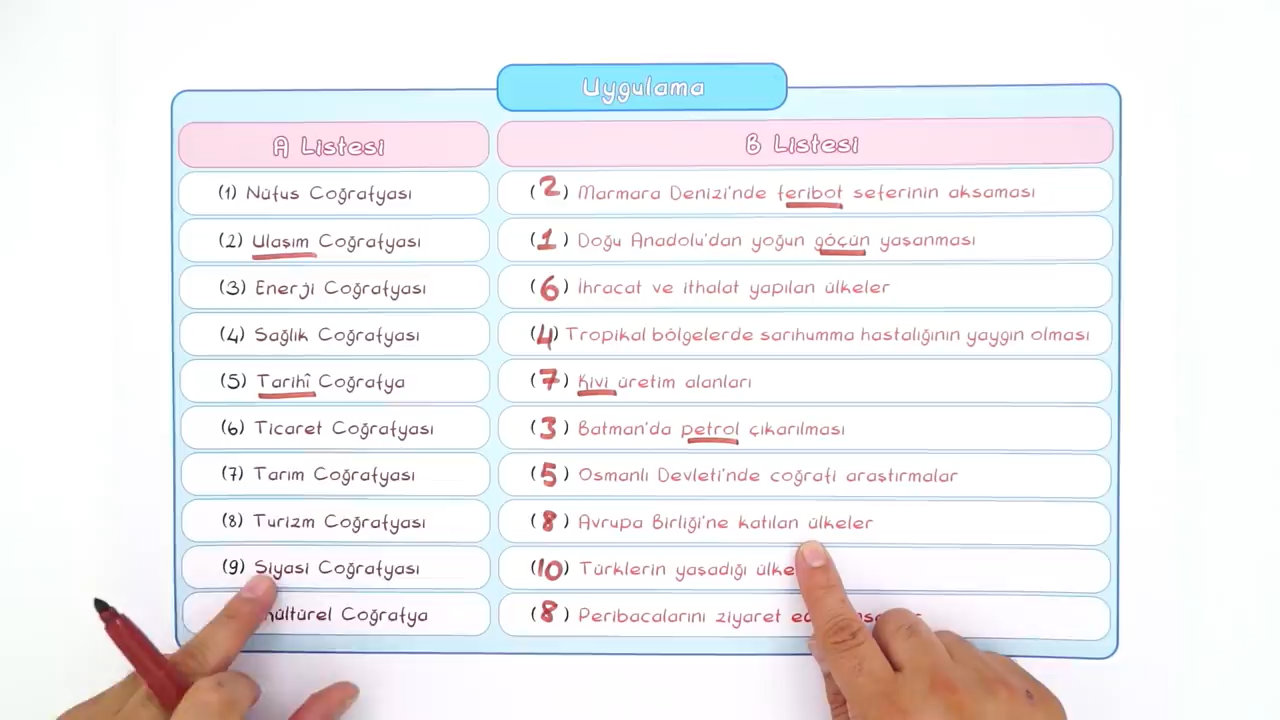 Uygulama
A Listesi
B Listesi
(1) Nüfus Coğrafyası
(2) Marmara Denizi'nde feribot seferinin aksaması
(2) Ulaşım Coğrafyası
(1) Doğu Anadolu'dan yoğun göçün yaşanması
(3) Enerji Coğrafyası
(6) İhracat ve ithalat yapılan ülkeler
(4) Sağlık Coğrafyası
(4) Tropikal bölgelerde sarıhumma hastalığının yaygın olması
(5) Tarihî Coğrafya
(7) Kivi üretim alanları
(6) Ticaret Coğrafyası
(3) Batman'da petrol çıkarılması
(7) Tarım Coğrafyası
(5) Osmanlı Devleti'nde coğrafi araştırmalar
(8) Turizm Coğrafyası
(8) Avrupa Birliği'ne katılan ülkeler
(9) Siyasi Coğrafyası
(10) Türklerin yaşadığı
Kültürel Coğrafya
(8) Peribacalarını ziyaret